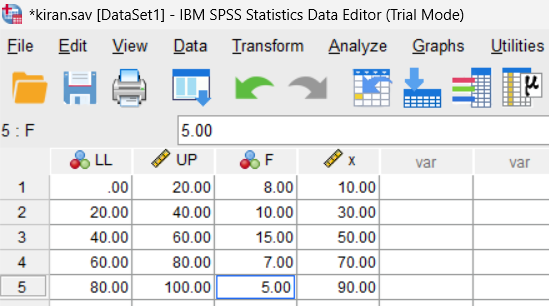 *kiran.sav [DataSet1] - IBM SPSS Statistics Data Editor (Trial Mode)
File Edit View Data Transform Analyze Graphs Utilities
μ
5 : F 5.00
LL UP F x var var
1 .00 20.00 8.00 10.00
2 20.00 40.00 10.00 30.00
3 40.00 60.00 15.00 50.00
4 60.00 80.00 7.00 70.00
5 80.00 100.00 5.00 90.00